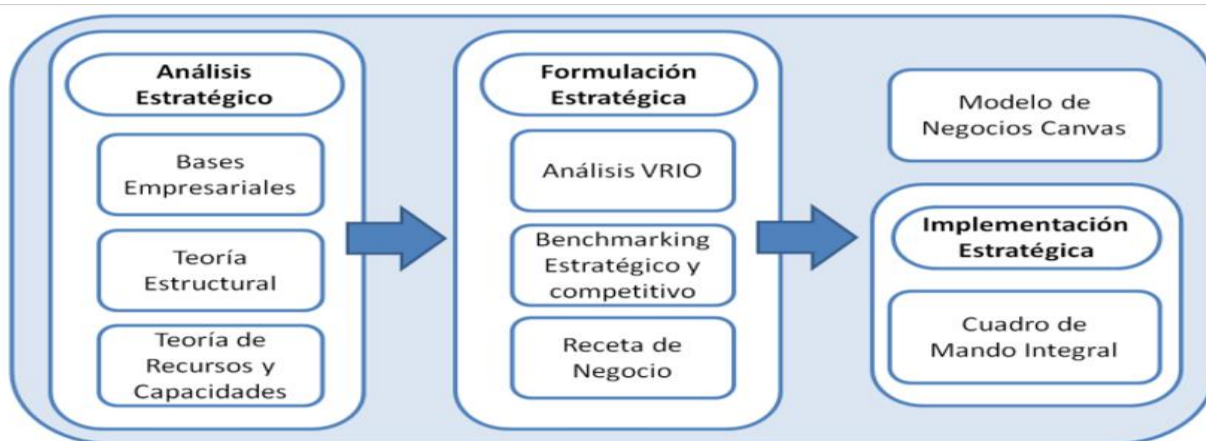 Análisis
Estratégico
Bases
Empresariales
Teoría
Estructural
Teoría de
Recursos y
Capacidades
Formulación
Estratégica
Análisis VRIO
Benchmarking
Estratégico y
competitivo
Receta de
Negocio
Modelo de
Negocios Canvas
Implementación
Estratégica
Cuadro de
Mando Integral